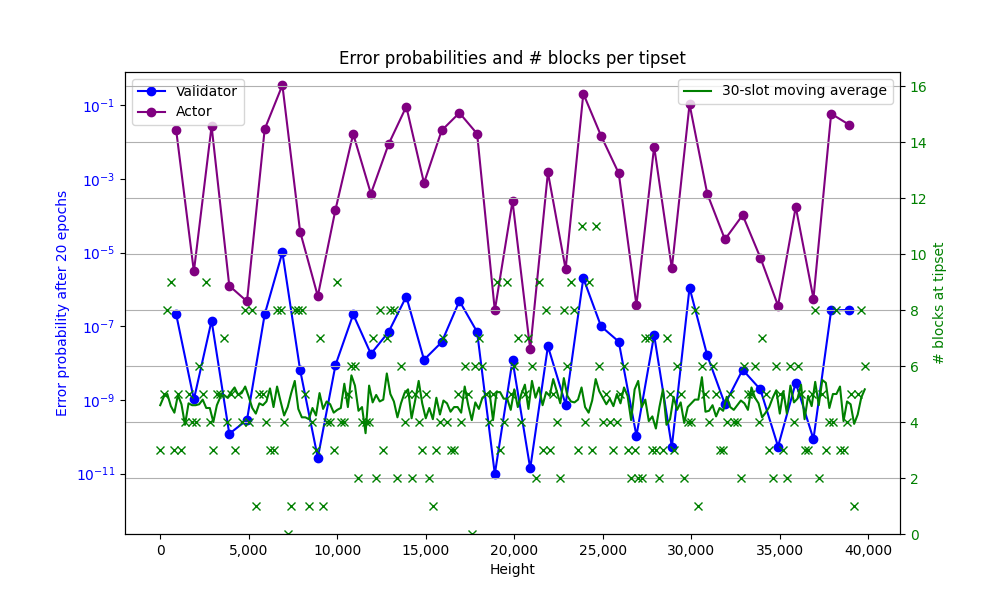 Error probabilities and # blocks per tipset
Validator
Actor
30-slot moving average
Error probability after 20 epochs
10⁻¹
10⁻³
10⁻⁵
10⁻⁷
10⁻⁹
10⁻¹¹
16
14
12
10
8
6
4
2
0
# blocks at tipset
0 5,000 10,000 15,000 20,000 25,000 30,000 35,000 40,000
Height